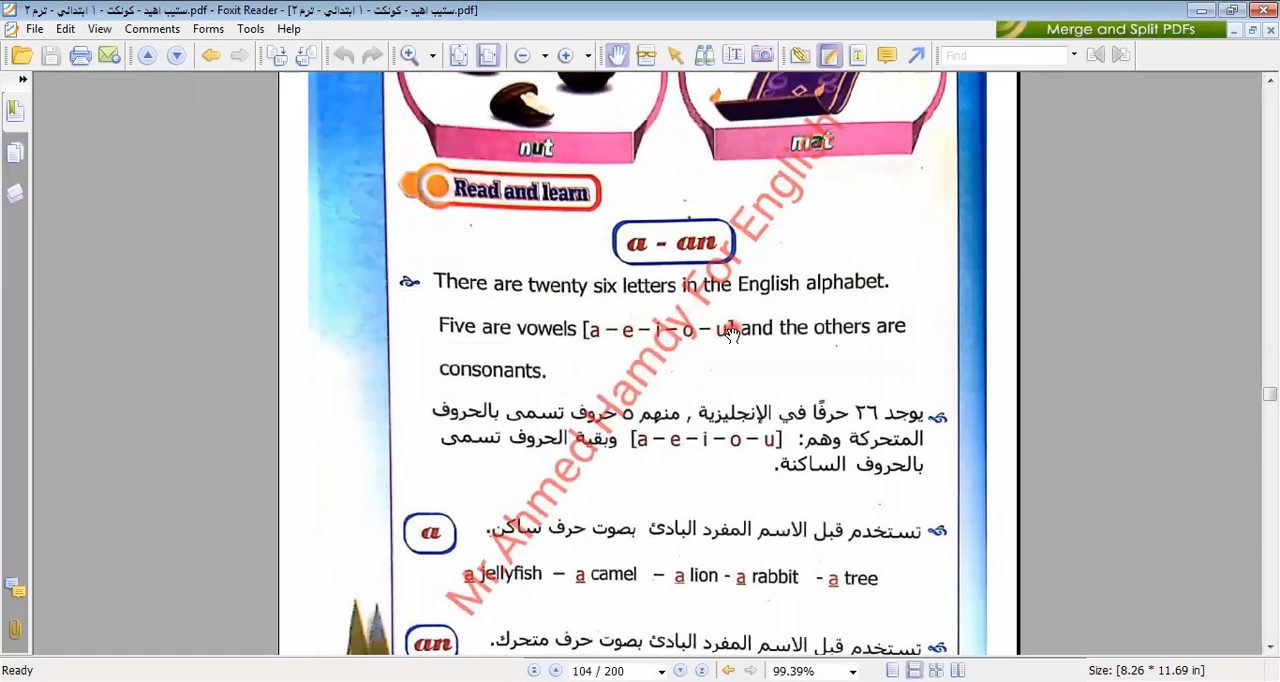 ستيب اهيد - كونكت - ١ ابتدائي - ترم ٢.pdf - Foxit Reader - [ستيب اهيد - كونكت - ١ ابتدائي - ترم ٢.pdf]
File Edit View Comments Forms Tools Help
Merge and Split PDFs
Find
nut
mat
Read and learn
a - an
There are twenty six letters in the English alphabet.
Five are vowels [a – e – i – o – u] and the others are
consonants.
يوجد ٢٦ حرفًا في الإنجليزية , منهم ٥ حروف تسمى بالحروف
المتحركة وهم: [a – e – i – o – u] وبقية الحروف تسمى
بالحروف الساكنة.
a
تستخدم قبل الاسم المفرد البادئ بصوت حرف ساكن.
a jellyfish – a camel – a lion - a rabbit - a tree
an
تستخدم قبل الاسم المفرد البادئ بصوت حرف متحرك.
Mr.Ahmed Hamdy For English
Ready
104 / 200
99.39%
Size: [8.26 * 11.69 in]